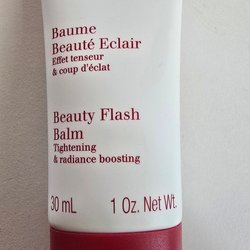 Baume
Beauté Eclair
Effet tenseur
& coup d'éclat
Beauty Flash
Balm
Tightening
& radiance boosting
30 mL 1 Oz. Net Wt.